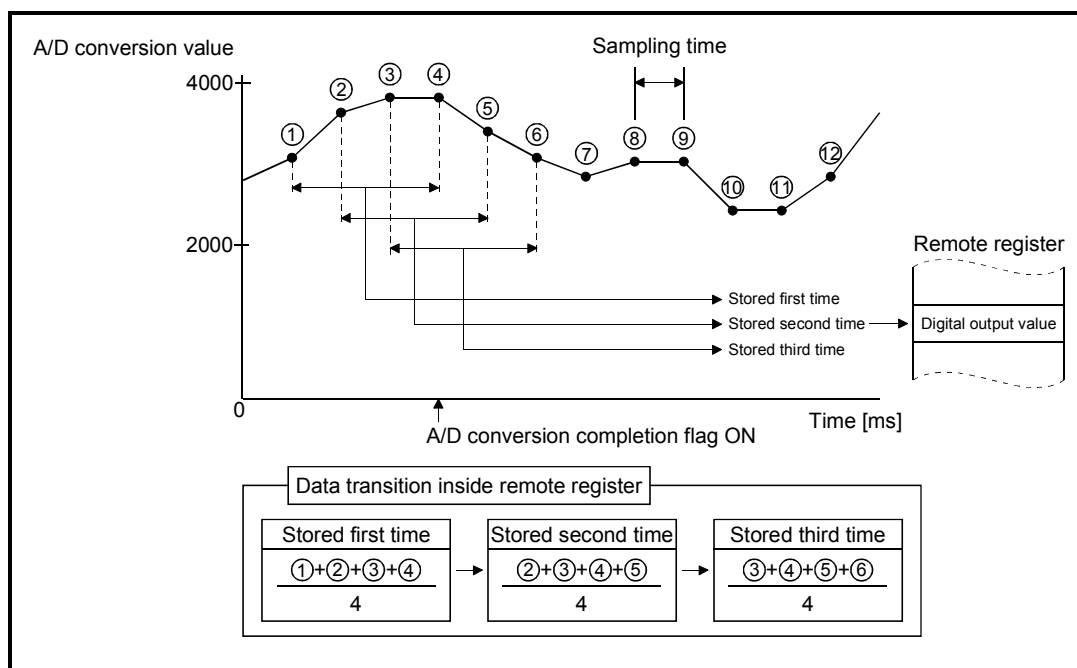 A/D conversion value
Sampling time
4000
2000
0
①
②
③
④
⑤
⑥
⑦
⑧
⑨
⑩
⑪
⑫
Remote register
Stored first time
Stored second time
Digital output value
Stored third time
Time [ms]
A/D conversion completion flag ON
Data transition inside remote register
Stored first time
①+②+③+④
4
Stored second time
②+③+④+⑤
4
Stored third time
③+④+⑤+⑥
4